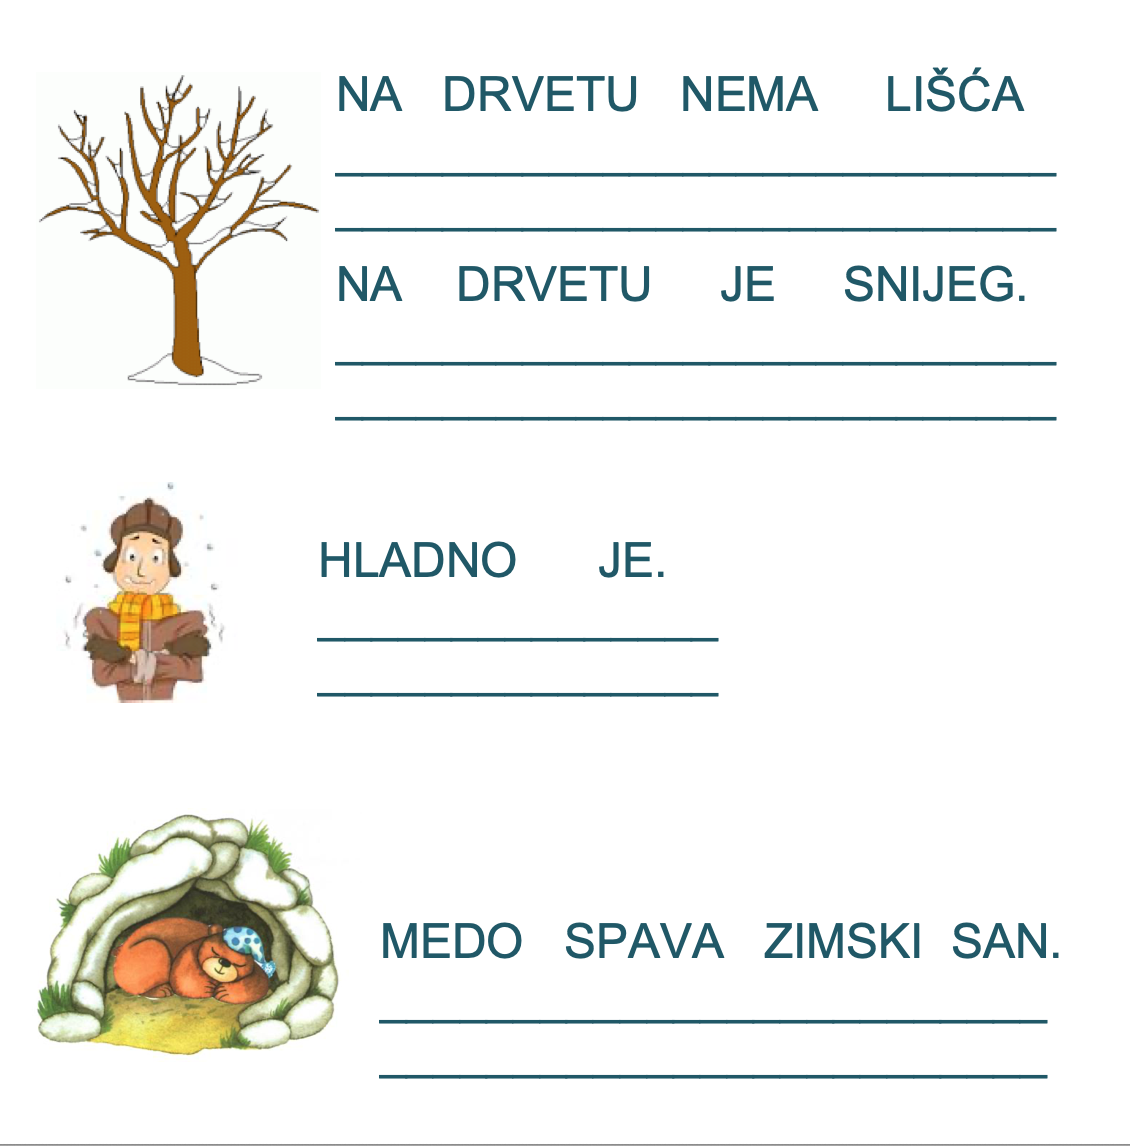 NA DRVETU NEMA LIŠĆA
NA DRVETU JE SNIJEG.
HLADNO JE.
MEDO SPAVA ZIMSKI SAN.